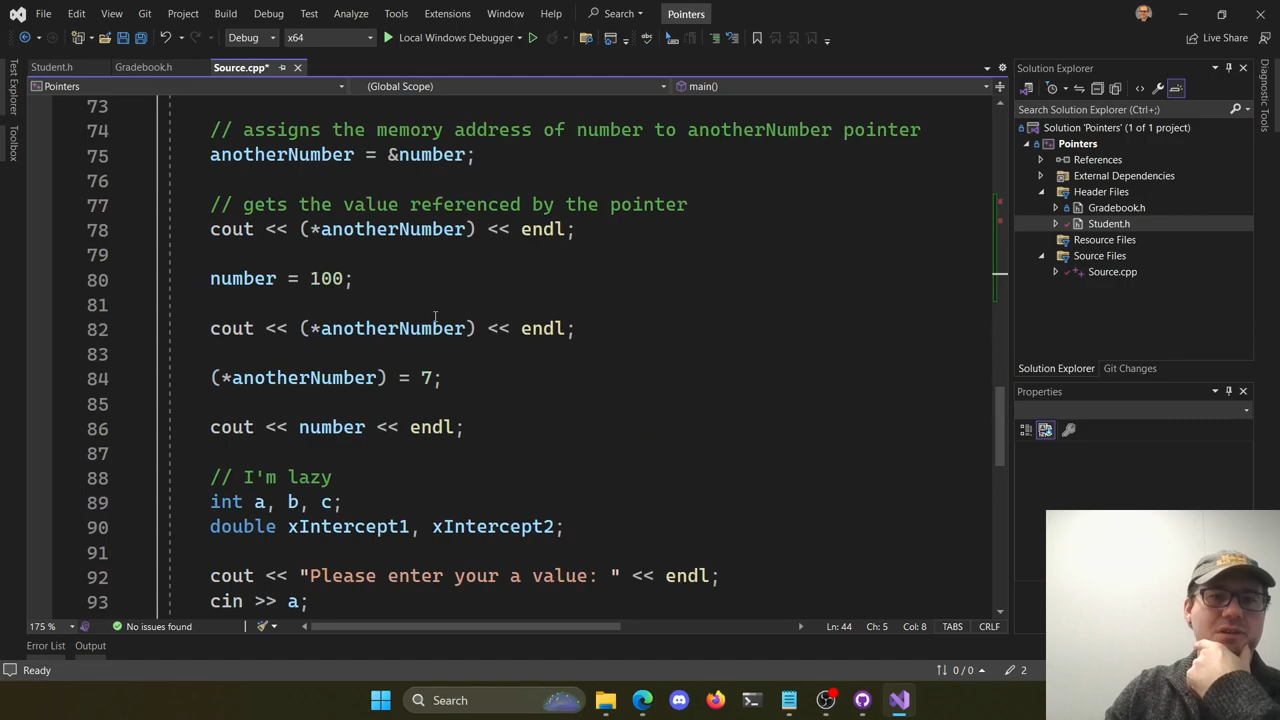 File Edit View Git Project Build Debug Test Analyze Tools Extensions Window Help Search Pointers
Debug x64 Local Windows Debugger Live Share
Student.h Gradebook.h Source.cpp*
Pointers (Global Scope) main()
Test Explorer
Toolbox
73
74 // assigns the memory address of number to anotherNumber pointer
75 anotherNumber = &number;
76
77 // gets the value referenced by the pointer
78 cout << (*anotherNumber) << endl;
79
80 number = 100;
81
82 cout << (*anotherNumber) << endl;
83
84 (*anotherNumber) = 7;
85
86 cout << number << endl;
87
88 // I'm lazy
89 int a, b, c;
90 double xIntercept1, xIntercept2;
91
92 cout << "Please enter your a value: " << endl;
93 cin >> a;
175 % No issues found Ln: 44 Ch: 5 Col: 8 TABS CRLF
Error List Output
Ready 0 / 0 2
Solution Explorer
Search Solution Explorer (Ctrl+;)
Solution 'Pointers' (1 of 1 project)
Pointers
References
External Dependencies
Header Files
Gradebook.h
Student.h
Resource Files
Source Files
Source.cpp
Solution Explorer Git Changes
Properties
Diagnostic Tools
Search